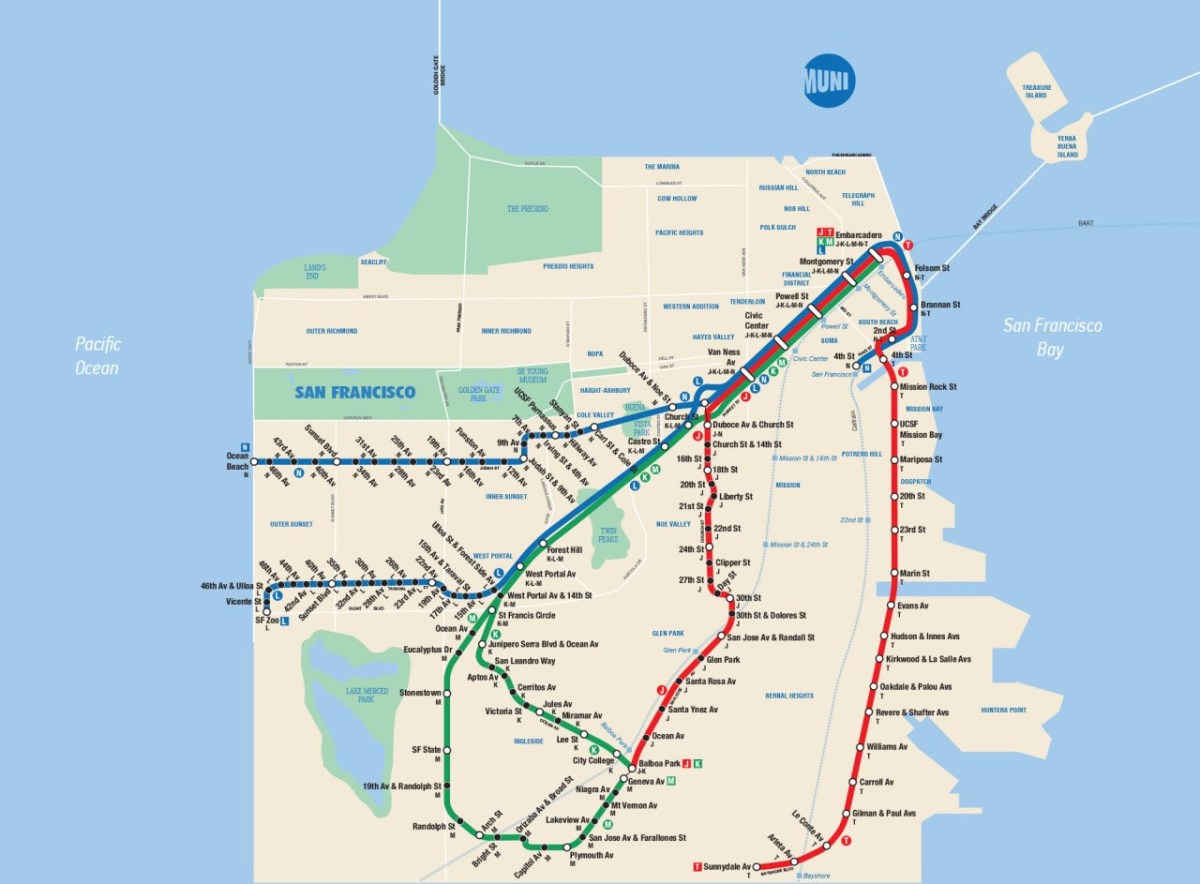 GOLDEN GATE
BRIDGE
MUNI
TREASURE
ISLAND
YERBA
BUENA
ISLAND
BAY BRIDGE
BART
THE EMBARCADERO
THE MARINA
NORTH BEACH
LOMBARD ST
RUSSIAN HILL
TELEGRAPH
HILL
COW HOLLOW
NOB HILL
THE PRESIDIO
POLK GULCH
PACIFIC HEIGHTS
J T
K M
L
Embarcadero
J-K-L-M-N-T
N
T
SEACLIFF
LAND'S
END
PRESIDIO HEIGHTS
Montgomery St
J-K-L-M-N
FINANCIAL
DISTRICT
Folsom St
N-T
Embarcadero
Montgomery St
WESTERN ADDITION
TENDERLOIN
Powell St
J-K-L-M-N
Brannan St
N-T
OUTER RICHMOND
INNER RICHMOND
Civic
Center
J-K-L-M-N
Powell St
SOUTH BEACH
2nd St
N-T
AT&T
PARK
HAYES VALLEY
SOMA
Pacific
Ocean
San Francisco
Bay
NOPA
Van Ness
Av
J-K-L-M-N
Civic Center
4th St
N
N
4th St
T
San Francisco
T
SAN FRANCISCO
GOLDEN GATE
PARK
DE YOUNG
MUSEUM
HAIGHT-ASHBURY
Duboce Av & Noe St
N
L
N
L
N
K
M
J
Mission Rock St
T
MISSION BAY
BUENA
VISTA
PARK
COLE VALLEY
Church St
K-L-M
Duboce Av & Church St
J-N
UCSF
Mission Bay
T
Caltrain
UCSF Parnassus
N
Stanyan St
N
Carl St & Cole
N
Hillway Av
N
Irving St & 4th Av
N
7th Av
N
9th Av
N
Judah St & 9th Av
N
Castro St
K-L-M
J
Church St & 14th St
J
16th St
J
18th St
J
Mission St & 16th St
POTRERO HILL
Mariposa St
T
DOGPATCH
N
Ocean
Beach
N
46th Av
N
43rd Av
N
N
40th Av
N
Sunset Blvd
N
34th Av
N
31st Av
N
28th Av
N
25th Av
N
23rd Av
N
19th Av
N
16th Av
N
Funston Av
N
JUDAH ST
12th Av
N
M
K
L
20th St
J
Liberty St
J
MISSION
20th St
T
INNER SUNSET
21st St
J
22nd St
J
22nd St
23rd St
T
OUTER SUNSET
TWIN
PEAKS
NOE VALLEY
24th St
J
Mission St & 24th St
Clipper St
J
WEST PORTAL
Forest Hill
K-L-M
27th St
J
Day St
J
Marin St
T
L
West Portal Av
K-L-M
46th Av & Ulloa St
L
Vicente St
L
SF Zoo
L
L
L
46th Av
L
44th Av
L
42nd Av
L
40th Av
L
Sunset Blvd
L
35th Av
L
32nd Av
L
30th Av
L
28th Av
L
26th Av
L
TARAVAL
23rd Av
L
22nd Av
L
19th Av
L
17th Av
L
15th Av & Taraval St
L
15th Av
L
Ulloa St & Forest Side Av
L
West Portal Av & 14th St
K-M
St Francis Circle
K-M
30th St
J
30th St & Dolores St
J
Evans Av
T
M
Ocean Av
M
K
GLEN PARK
San Jose Av & Randall St
J
Hudson & Innes Avs
T
Junipero Serra Blvd & Ocean Av
K
Glen Park
Glen Park
J
Kirkwood & La Salle Avs
T
Eucalyptus Dr
M
San Leandro Way
K
Aptos Av
K
Santa Rosa Av
J
Oakdale & Palou Avs
T
Stonestown
M
Cerritos Av
K
J
BERNAL HEIGHTS
LAKE MERCED
PARK
Victoria St
K
Jules Av
K
Miramar Av
K
OCEAN AV
Santa Ynez Av
J
Revere & Shafter Avs
T
HUNTERS POINT
INGLESIDE
Lee St
K
K
Balboa Park
Ocean Av
J
SF State
M
City College
K
Balboa Park
J-K
J
K
Williams Av
T
Geneva Av
M
M
19th Av & Randolph St
M
Niagra Av
M
Carroll Av
T
Mt Vernon Av
M
Randolph St
M
Arch St
M
Orizaba Av & Broad St
M
Lakeview Av
M
M
Gilman & Paul Avs
T
Bright St
M
Capitol Av
M
San Jose Av & Farallones St
M
Plymouth Av
M
Le Conte Av
T
T
Arleta Av
T
T
Sunnydale Av
T
BAYSHORE BLVD
Bayshore